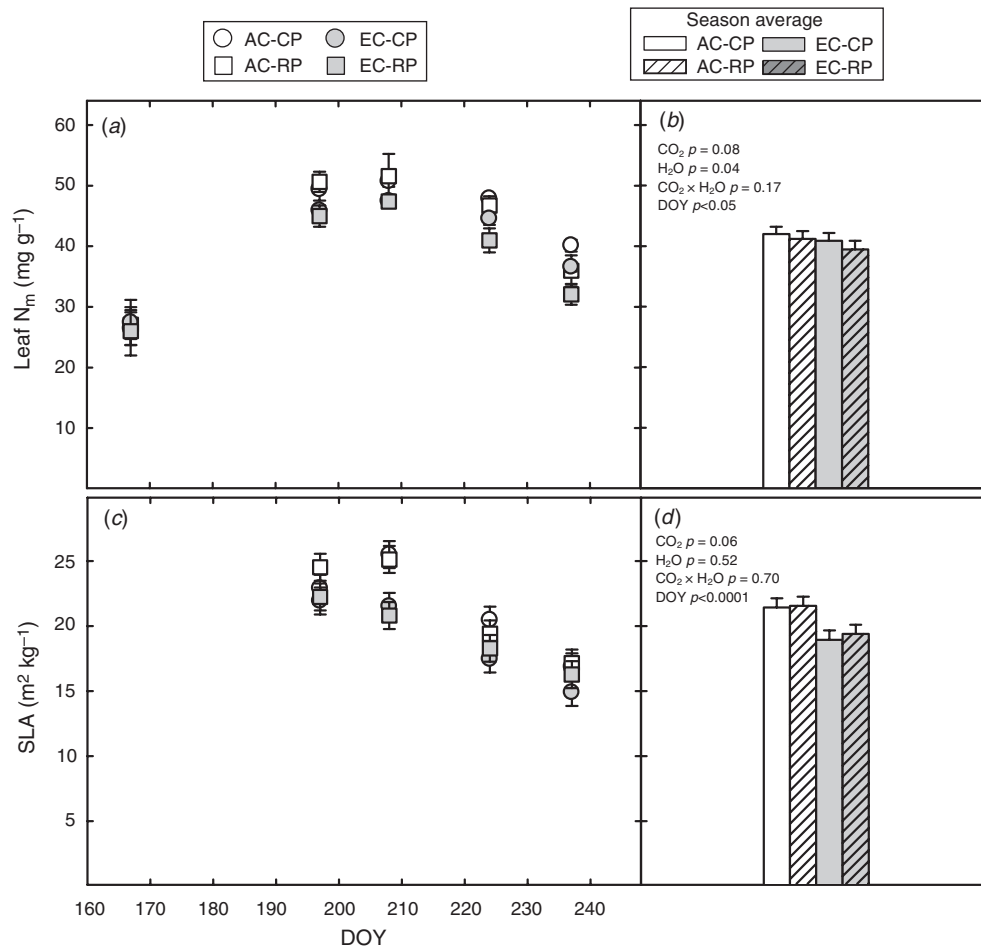 AC-CP EC-CP
AC-RP EC-RP
Season average
AC-CP EC-CP
AC-RP EC-RP
(a)
60
50
40
30
20
10
Leaf Nₘ (mg g⁻¹)
(b)
CO₂ p = 0.08
H₂O p = 0.04
CO₂ × H₂O p = 0.17
DOY p<0.05
(c)
25
20
15
10
5
SLA (m² kg⁻¹)
(d)
CO₂ p = 0.06
H₂O p = 0.52
CO₂ × H₂O p = 0.70
DOY p<0.0001
160 170 180 190 200 210 220 230 240
DOY